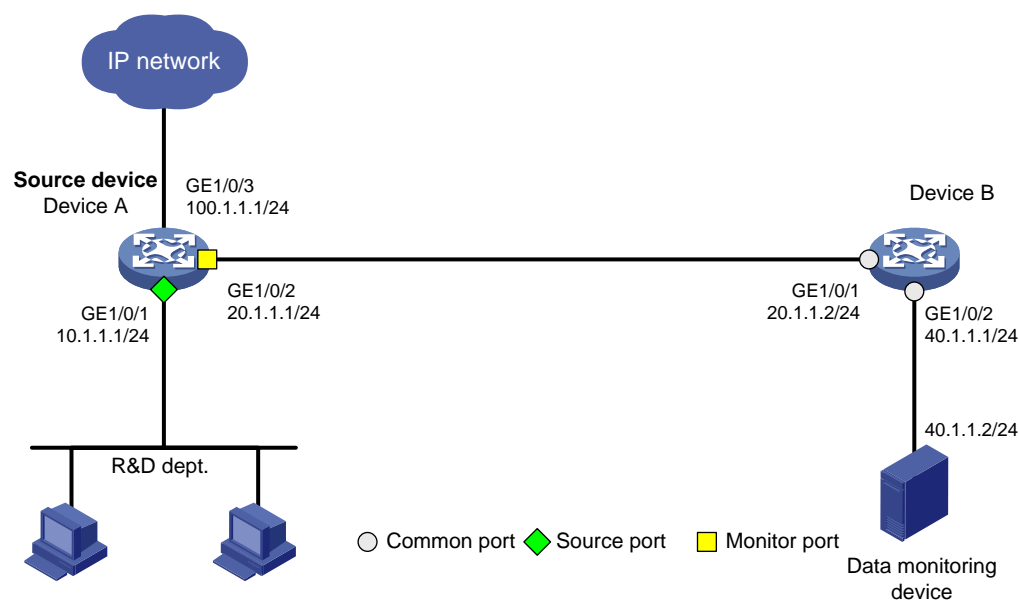 IP network
Source device
Device A
GE1/0/3
100.1.1.1/24
Device B
GE1/0/1
10.1.1.1/24
GE1/0/2
20.1.1.1/24
GE1/0/1
20.1.1.2/24
GE1/0/2
40.1.1.1/24
40.1.1.2/24
R&D dept.
Common port
Source port
Monitor port
Data monitoring
device